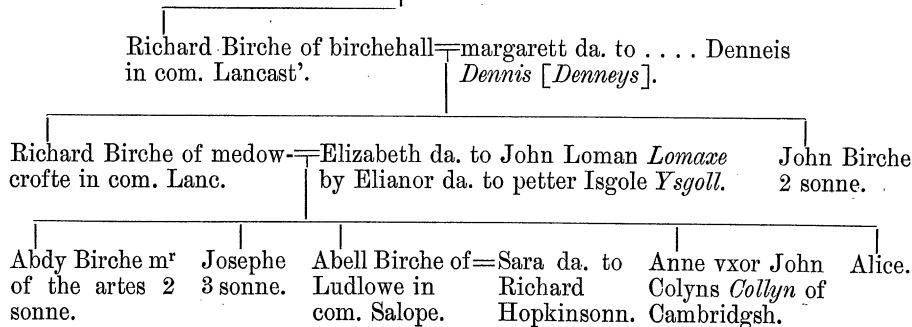 Richard Birche of birchehall=margarett da. to . . . . Denneis
in com. Lancast'.
Dennis [Denneys].
Richard Birche of medow-
crofte in com. Lanc.
=Elizabeth da. to John Loman Lomaxe
by Elianor da. to petter Isgole Ysgoll.
John Birche
2 sonne.
Abdy Birche mʳ
of the artes 2
sonne.
Josephe
3 sonne.
Abell Birche of
Ludlowe in
com. Salope.
=Sara da. to
Richard
Hopkinsonn.
Anne vxor John
Colyns Collyn of
Cambridgsh.
Alice.